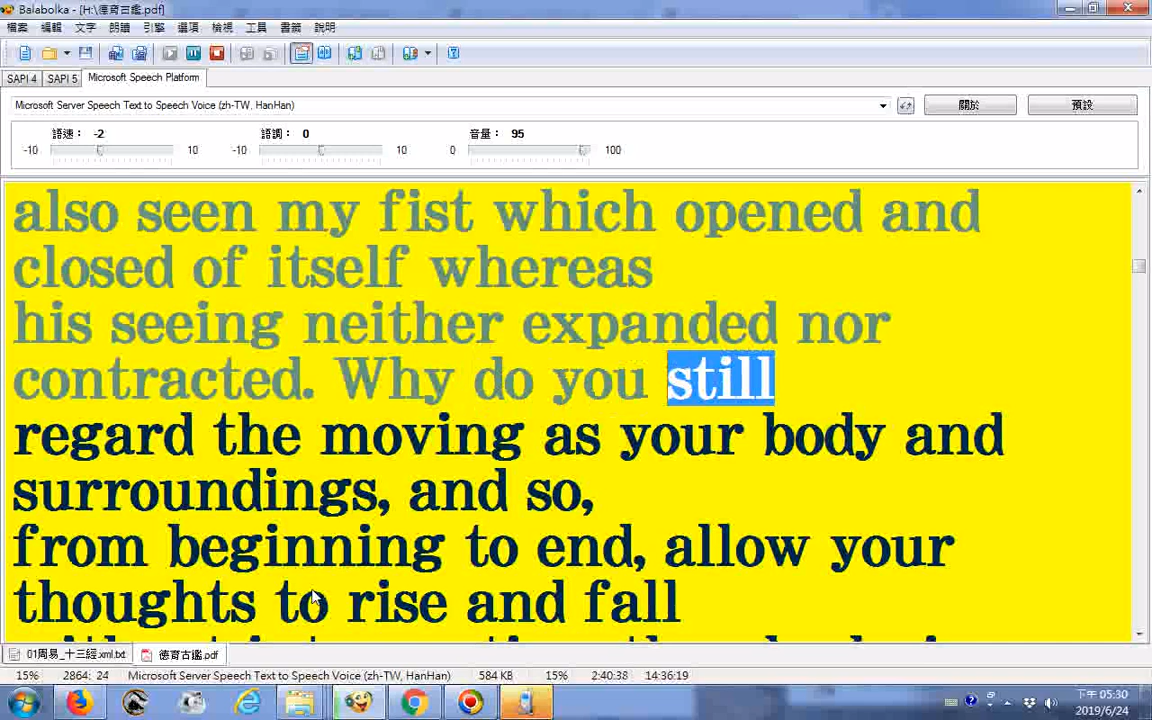 Balabolka - [H:\德育古鑑.pdf]
檔案 編輯 文字 朗讀 引擎 選項 檢視 工具 書籤 說明
SAPI 4 SAPI 5 Microsoft Speech Platform
Microsoft Server Speech Text to Speech Voice (zh-TW, HanHan) 關於 預設
語速： -2 語調： 0 音量： 95
-10 10 -10 10 0 100
also seen my fist which opened and
closed of itself whereas
his seeing neither expanded nor
contracted. Why do you still
regard the moving as your body and
surroundings, and so,
from beginning to end, allow your
thoughts to rise and fall
01周易_十三經.xml.txt 德育古鑑.pdf
15% 2864: 24 Microsoft Server Speech Text to Speech Voice (zh-TW, HanHan) 584 KB 15% 2:40:38 14:36:19
下午 05:30
2019/6/24